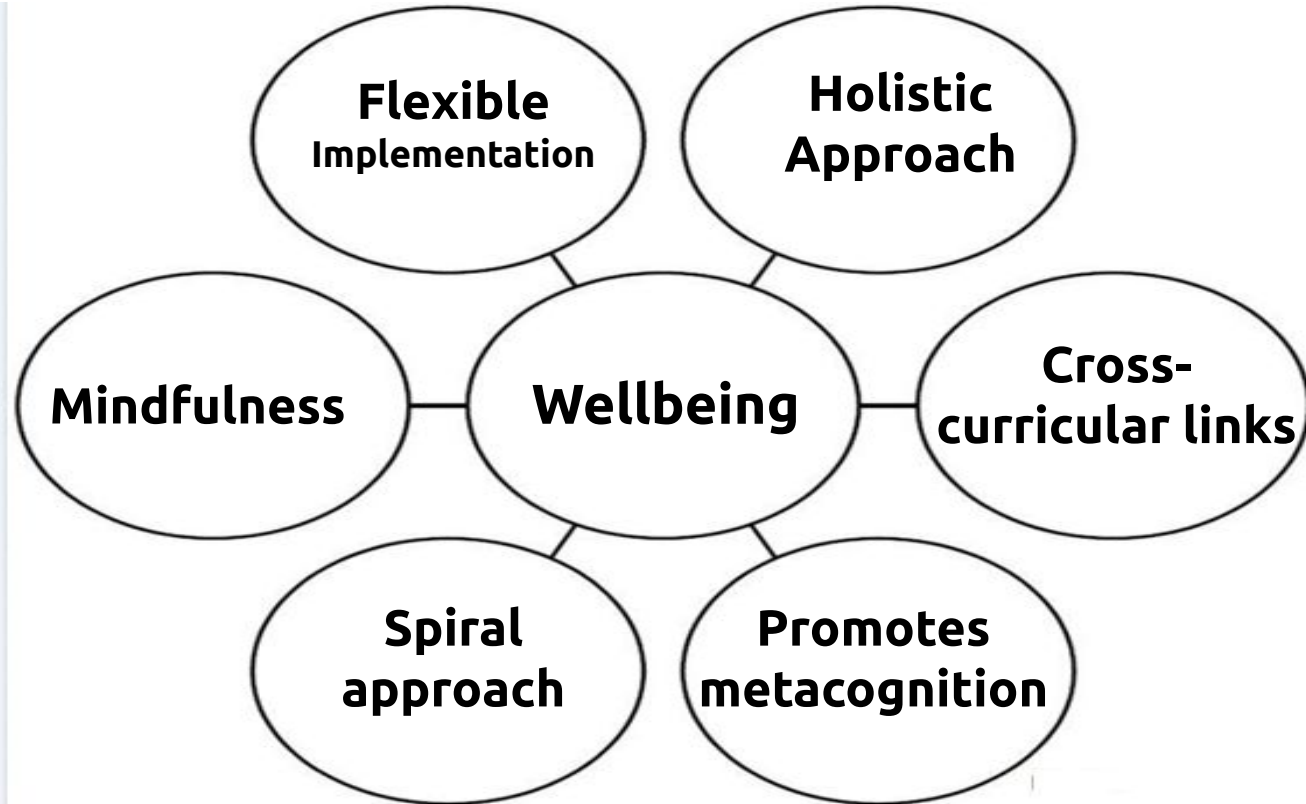 Flexible
Implementation
Holistic
Approach
Mindfulness
Wellbeing
Cross-
curricular links
Spiral
approach
Promotes
metacognition